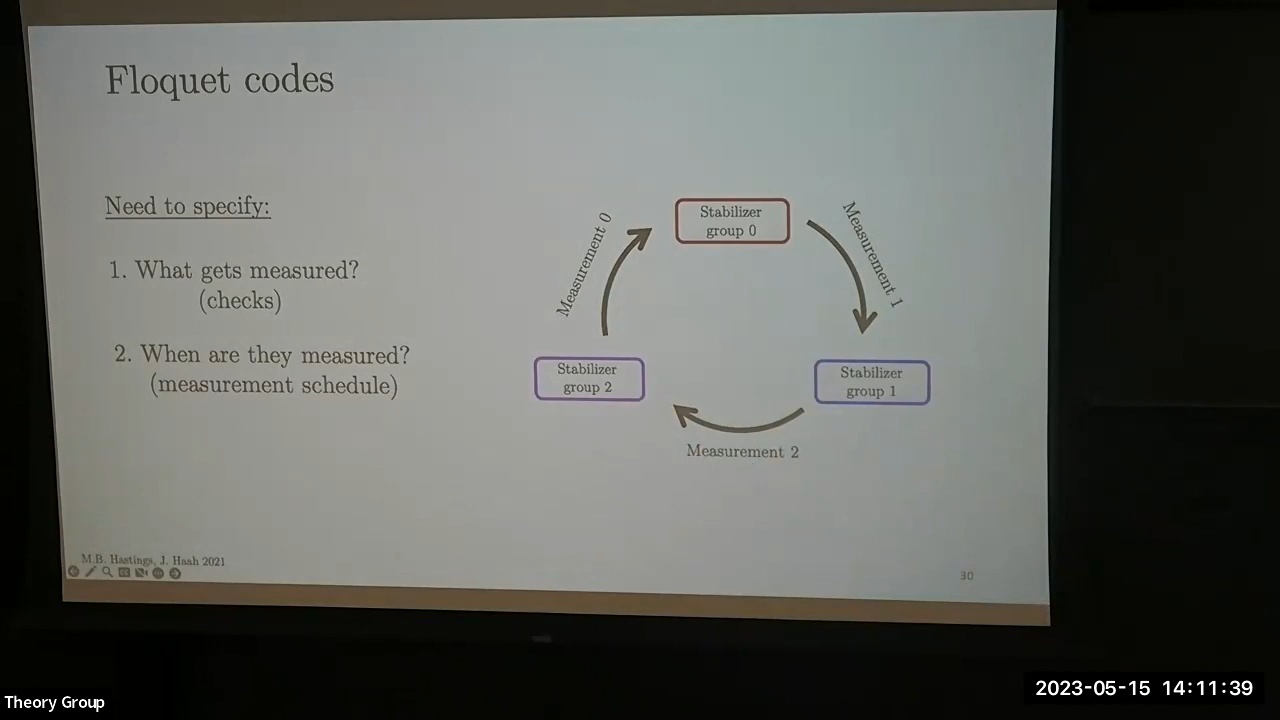 Floquet codes
Need to specify:
1. What gets measured?
(checks)
2. When are they measured?
(measurement schedule)
Stabilizer
group 0
Measurement 0
Measurement 1
Stabilizer
group 2
Stabilizer
group 1
Measurement 2
M.B. Hastings, J. Haah 2021
30
Theory Group
2023-05-15 14:11:39